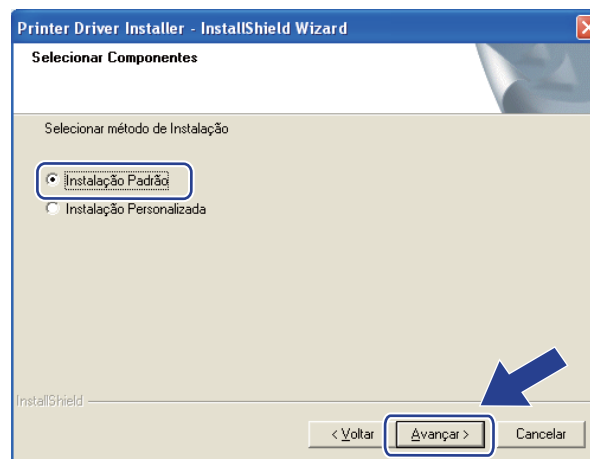 Printer Driver Installer - InstallShield Wizard
Selecionar Componentes
Selecionar método de Instalação
Instalação Padrão
Instalação Personalizada
InstallShield
< Voltar Avançar > Cancelar